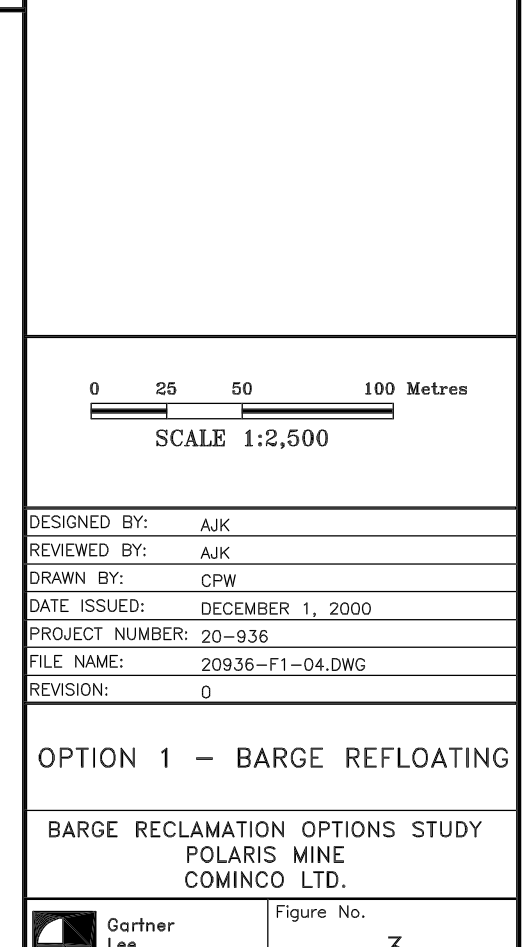 0 25 50 100 Metres
SCALE 1:2,500
DESIGNED BY: AJK
REVIEWED BY: AJK
DRAWN BY: CPW
DATE ISSUED: DECEMBER 1, 2000
PROJECT NUMBER: 20-936
FILE NAME: 20936-F1-04.DWG
REVISION: 0
OPTION 1 - BARGE REFLOATING
BARGE RECLAMATION OPTIONS STUDY
POLARIS MINE
COMINCO LTD.
Gartner
Lee
Figure No.
3